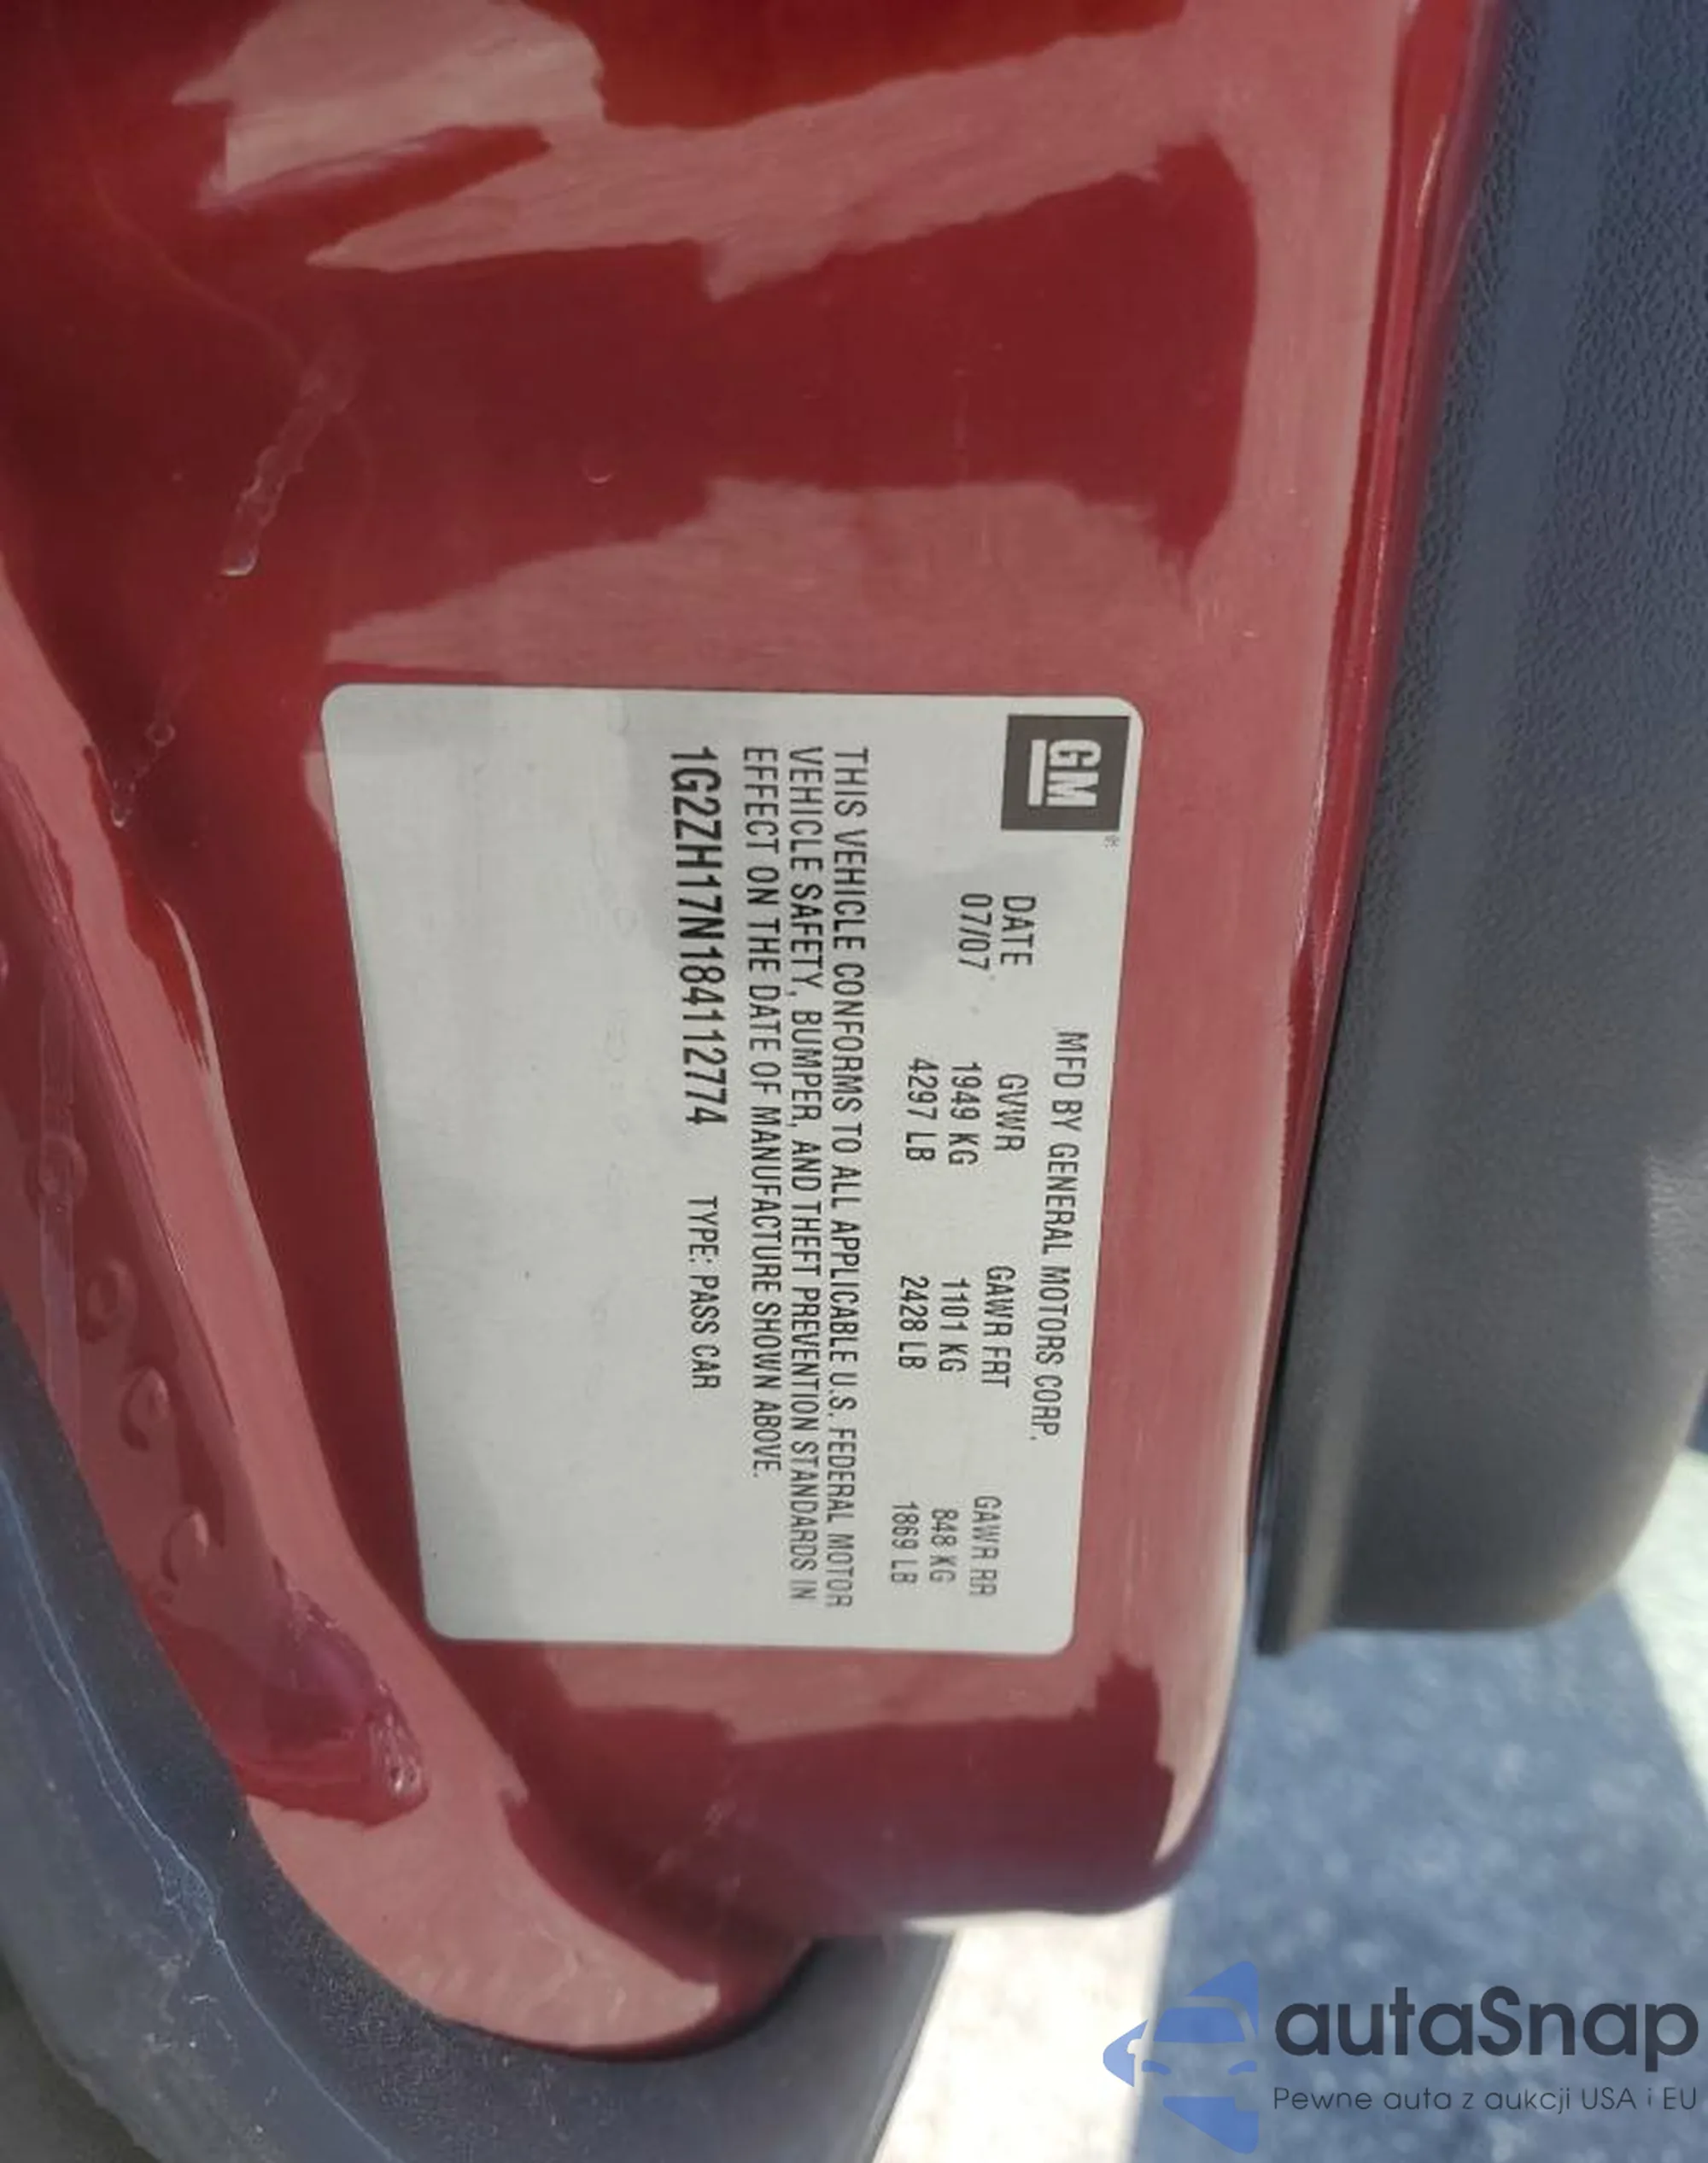 GM
MFD BY GENERAL MOTORS CORP.
DATE GVWR GAWR FRT GAWR RR
07/07 1949 KG 1101 KG 848 KG
4297 LB 2428 LB 1869 LB
THIS VEHICLE CONFORMS TO ALL APPLICABLE U.S. FEDERAL MOTOR
VEHICLE SAFETY, BUMPER, AND THEFT PREVENTION STANDARDS IN
EFFECT ON THE DATE OF MANUFACTURE SHOWN ABOVE.
1G2ZH17N184112774 TYPE: PASS CAR
autaSnap
Pewne auta z aukcji USA i EU